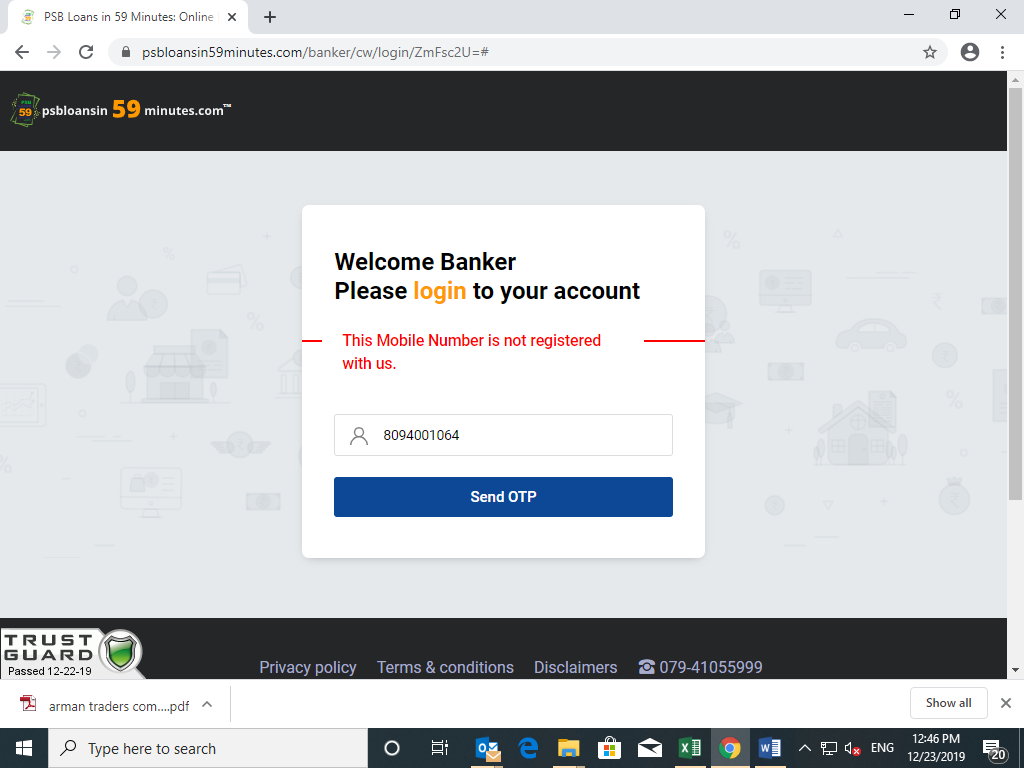 PSB Loans in 59 Minutes: Online
psbloansin59minutes.com/banker/cw/login/ZmFsc2U=#
PSB
59
psbloansin 59 minutes.com™
Welcome Banker
Please login to your account
This Mobile Number is not registered
with us.
8094001064
Send OTP
TRUST
GUARD
Passed 12-22-19
Privacy policy Terms & conditions Disclaimers 079-41055999
arman traders com....pdf
Show all
Type here to search
ENG
12:46 PM
12/23/2019
20